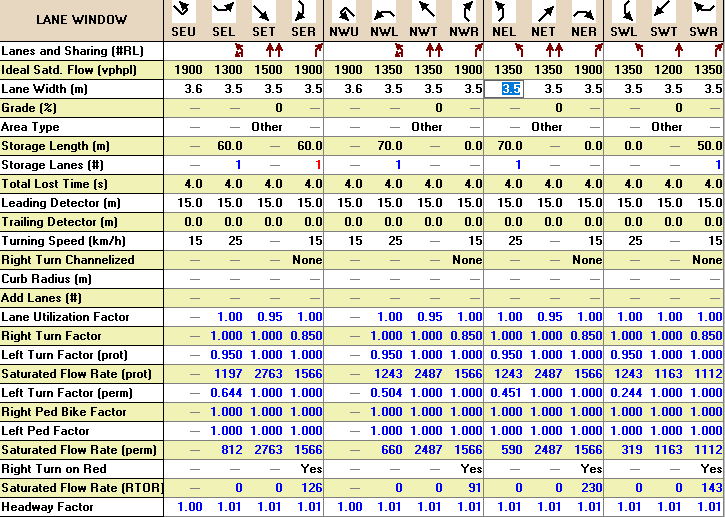 LANE WINDOW SEU SEL SET SER NWU NWL NWT NWR NEL NET NER SWL SWT SWR
Lanes and Sharing (#RL)
Ideal Satd. Flow (vphpl) 1900 1300 1500 1900 1900 1350 1350 1900 1350 1350 1900 1350 1200 1350
Lane Width (m) 3.6 3.5 3.5 3.5 3.6 3.5 3.5 3.5 3.5 3.5 3.5 3.5 3.5 3.5
Grade (%) — — 0 — — — 0 — — 0 — — 0 —
Area Type — — Other — — — Other — — Other — — Other —
Storage Length (m) — 60.0 — 60.0 — 70.0 — 0.0 70.0 — 0.0 0.0 — 50.0
Storage Lanes (#) — 1 — 1 — 1 — — 1 — — — — 1
Total Lost Time (s) 4.0 4.0 4.0 4.0 4.0 4.0 4.0 4.0 4.0 4.0 4.0 4.0 4.0 4.0
Leading Detector (m) 15.0 15.0 15.0 15.0 15.0 15.0 15.0 15.0 15.0 15.0 15.0 15.0 15.0 15.0
Trailing Detector (m) 0.0 0.0 0.0 0.0 0.0 0.0 0.0 0.0 0.0 0.0 0.0 0.0 0.0 0.0
Turning Speed (km/h) 15 25 — 15 15 25 — 15 25 — 15 25 — 15
Right Turn Channelized — — — None — — — None — — None — — None
Curb Radius (m) — — — — — — — — — — — — — —
Add Lanes (#) — — — — — — — — — — — — — —
Lane Utilization Factor — 1.00 0.95 1.00 — 1.00 0.95 1.00 1.00 0.95 1.00 1.00 1.00 1.00
Right Turn Factor — 1.000 1.000 0.850 — 1.000 1.000 0.850 1.000 1.000 0.850 1.000 1.000 0.850
Left Turn Factor (prot) — 0.950 1.000 1.000 — 0.950 1.000 1.000 0.950 1.000 1.000 0.950 1.000 1.000
Saturated Flow Rate (prot) — 1197 2763 1566 — 1243 2487 1566 1243 2487 1566 1243 1163 1112
Left Turn Factor (perm) — 0.644 1.000 1.000 — 0.504 1.000 1.000 0.451 1.000 1.000 0.244 1.000 1.000
Right Ped Bike Factor — 1.000 1.000 1.000 — 1.000 1.000 1.000 1.000 1.000 1.000 1.000 1.000 1.000
Left Ped Factor — 1.000 1.000 1.000 — 1.000 1.000 1.000 1.000 1.000 1.000 1.000 1.000 1.000
Saturated Flow Rate (perm) — 812 2763 1566 — 660 2487 1566 590 2487 1566 319 1163 1112
Right Turn on Red — — — Yes — — — Yes — — Yes — — Yes
Saturated Flow Rate (RTOR) — 0 0 126 — 0 0 91 0 0 230 0 0 143
Headway Factor 1.00 1.01 1.01 1.01 1.00 1.01 1.01 1.01 1.01 1.01 1.01 1.01 1.01 1.01